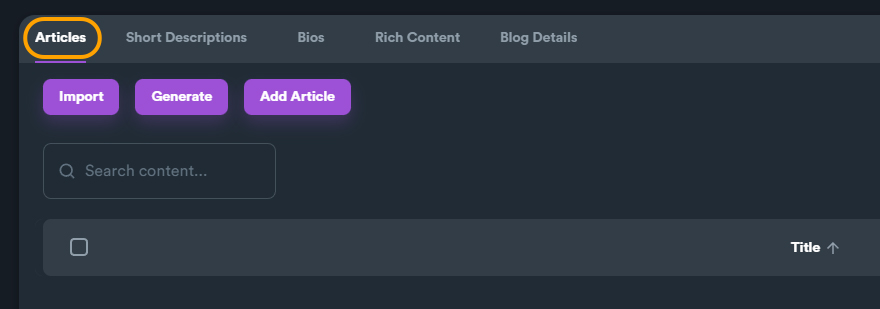 Articles Short Descriptions Bios Rich Content Blog Details
Import Generate Add Article
Search content...
Title